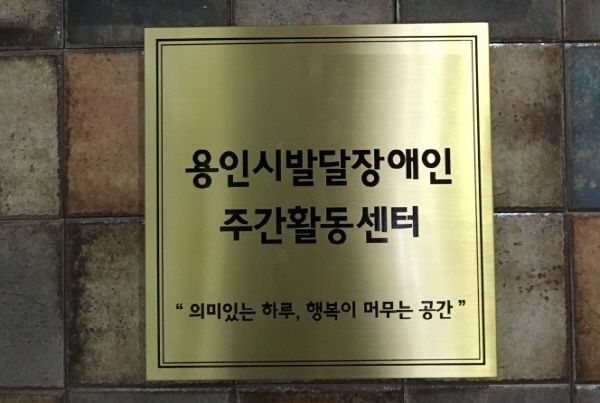 용인시발달장애인
주간활동센터
“ 의미있는 하루, 행복이 머무는 공간 ”